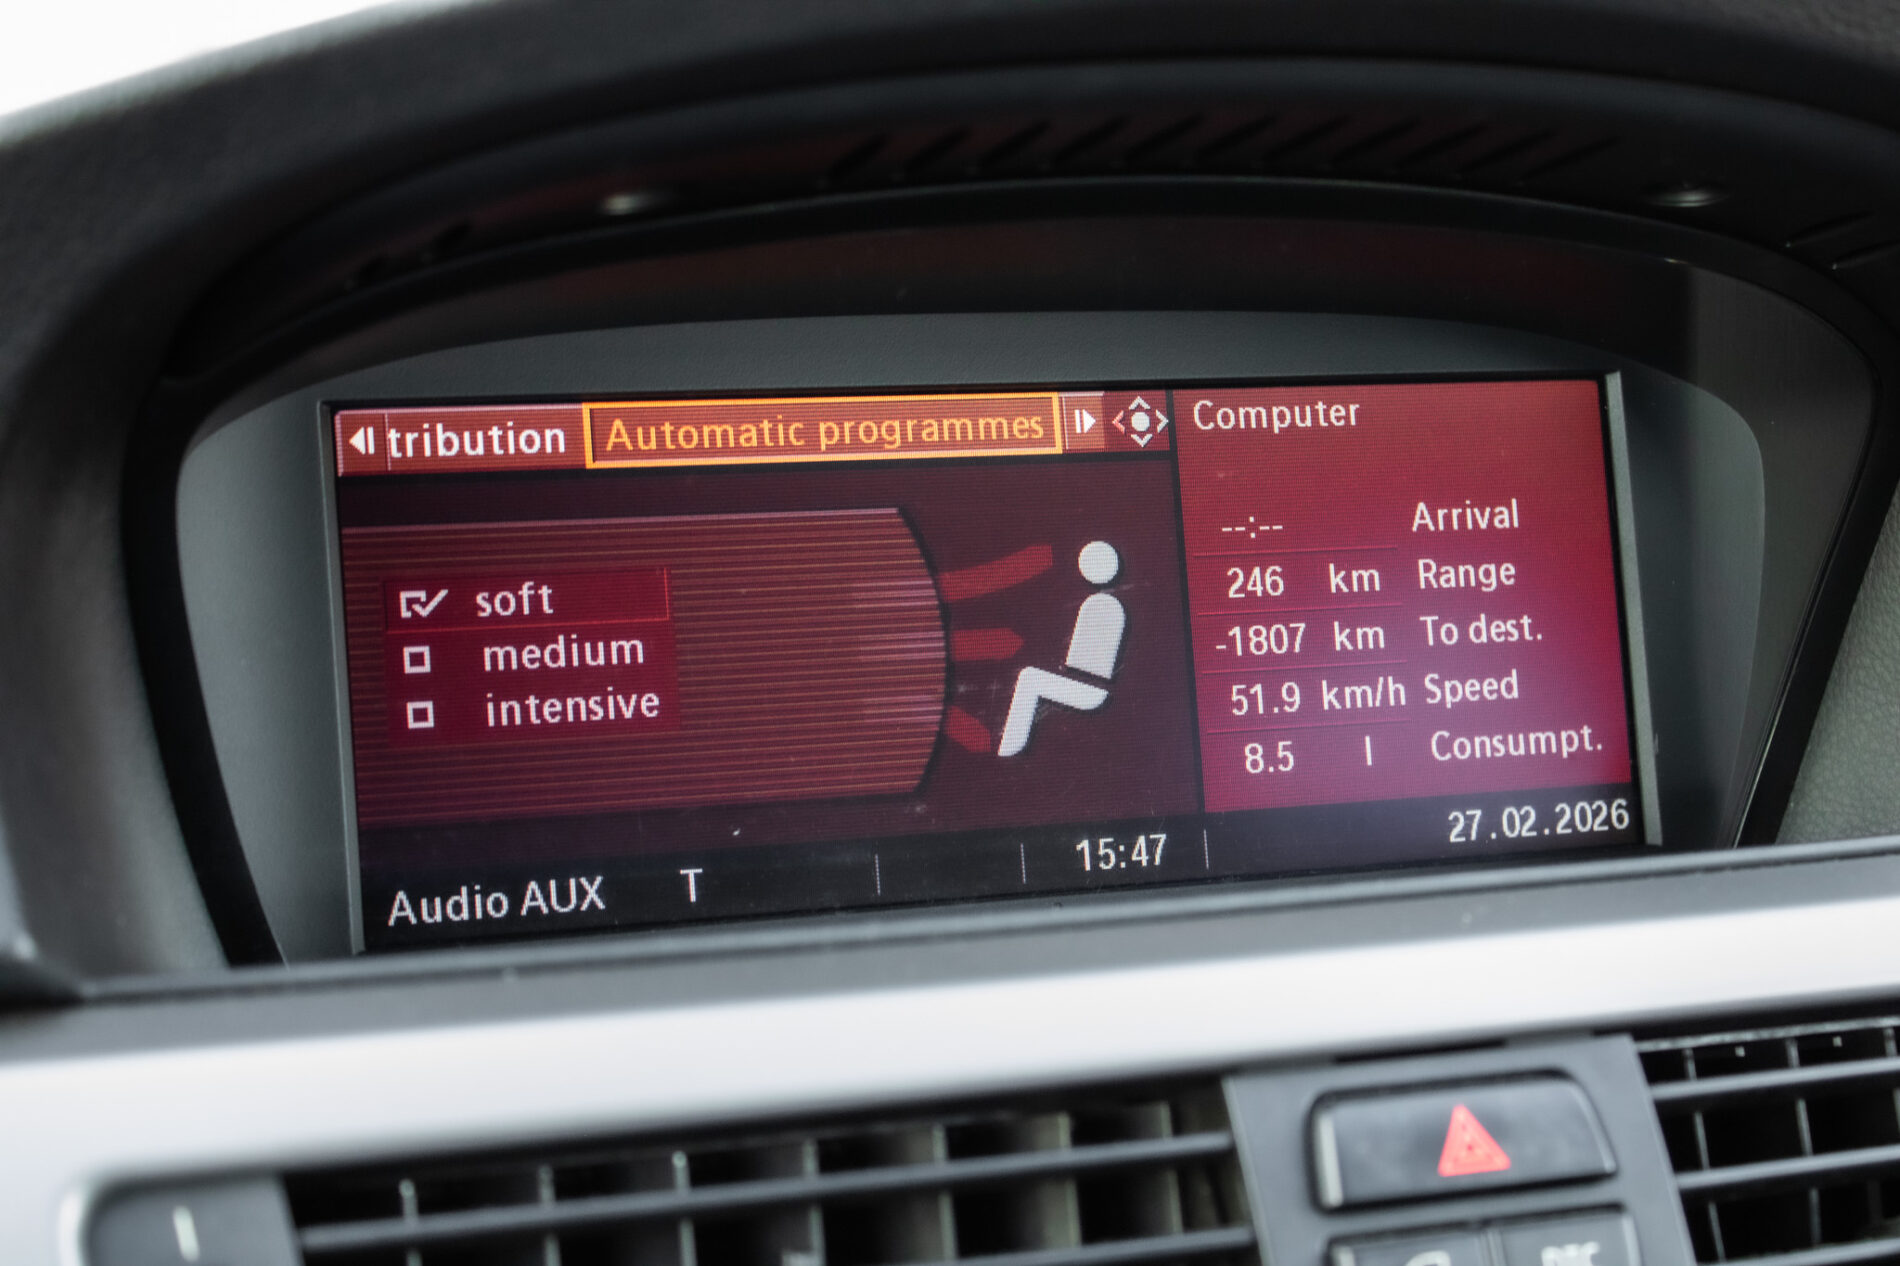 tribution Automatic programmes
soft
medium
intensive
Computer
--:-- Arrival
246 km Range
-1807 km To dest.
51.9 km/h Speed
8.5 l Consumpt.
Audio AUX T 15:47 27.02.2026